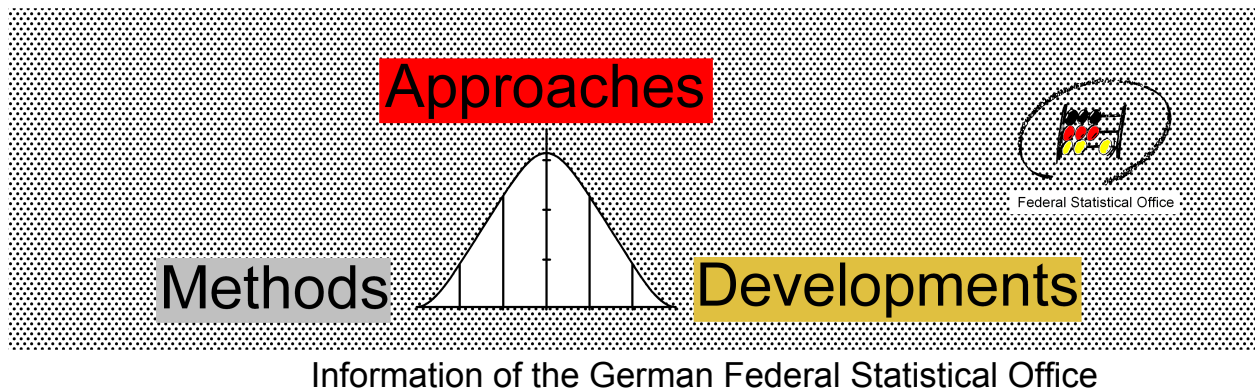 Approaches
Federal Statistical Office
Methods
Developments
Information of the German Federal Statistical Office